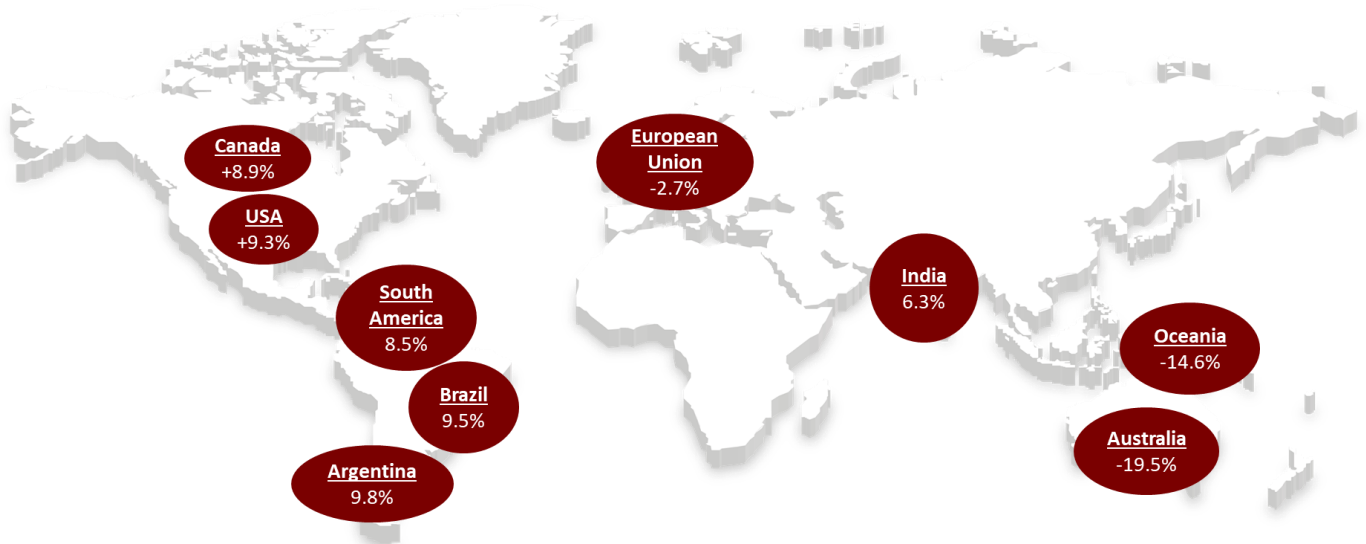 Canada
+8.9%
USA
+9.3%
South
America
8.5%
Brazil
9.5%
Argentina
9.8%
European
Union
-2.7%
India
6.3%
Oceania
-14.6%
Australia
-19.5%